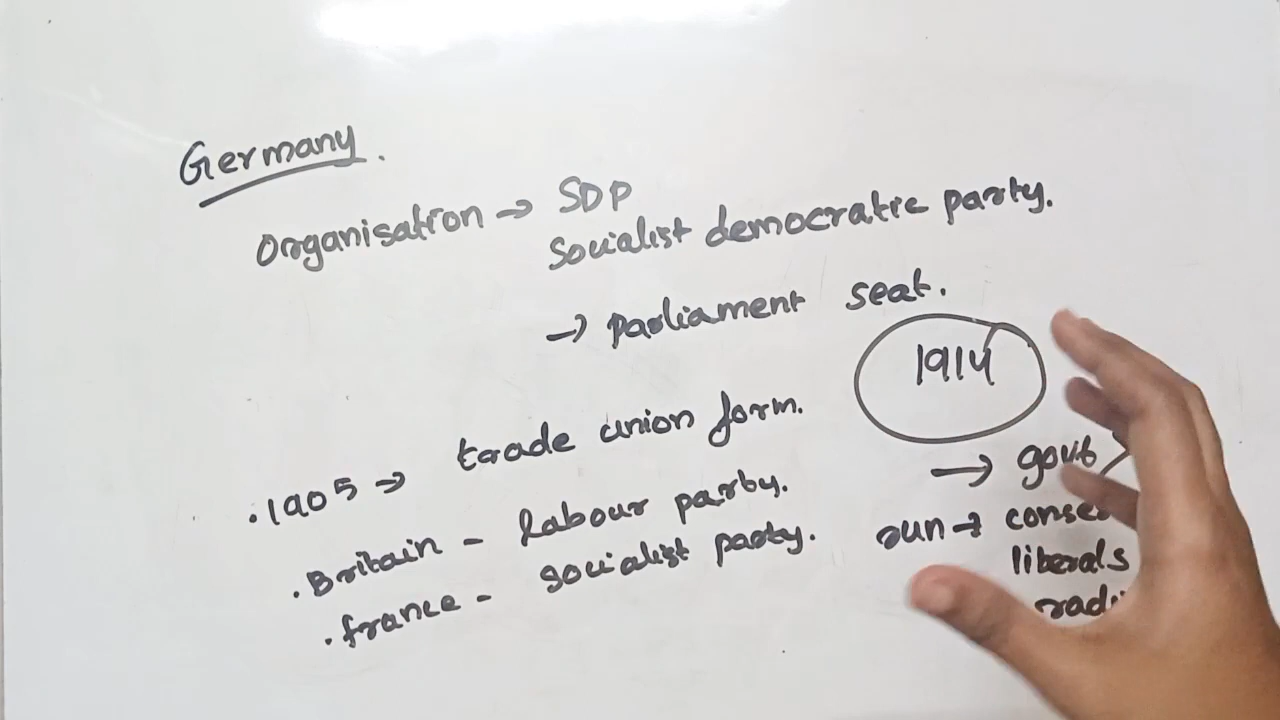 Germany.
Organisation → SDP
Socialist democratic party.
→ Parliament seat.
1914
.1905 → trade union form.
→ govt
.Britain - Labour party.
run → conse
.france - socialist party.
liberals
radi